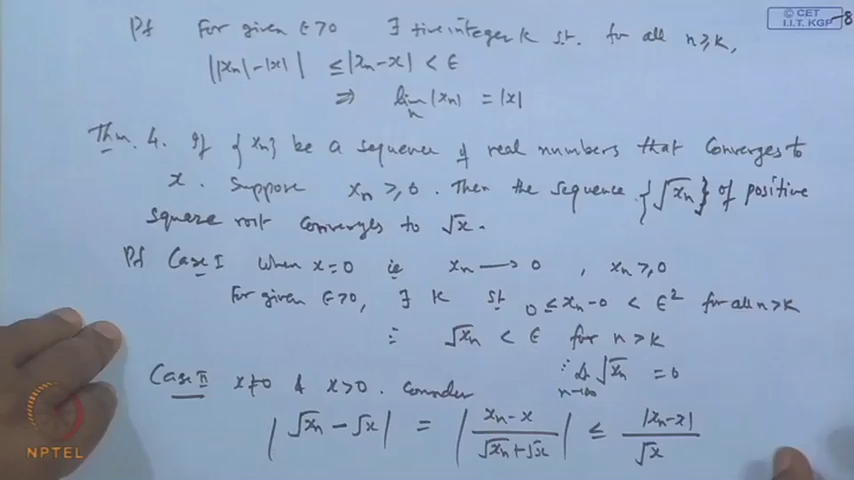 © CET
I.I.T. KGP
8
Pf For given ε>0 ∃ +ive integer K s.t. for all n≥K,
||xn|-|x|| ≤|xn-x| < ε
⇒ lim n |xn| = |x|
Thm. 4. If {xn} be a sequence of real numbers that Converges to
x. Suppose xn ≥ 0. Then the sequence {√xn} of positive
square root Converges to √x.
Pf Case I When x=0 ie xn → 0 , xn ≥ 0
For given ε>0, ∃ K st 0 ≤ xn-0 < ε² for all n>K
∴ √xn < ε for n>K
∴ lim n→∞ √xn = 0
Case II x≠0 & x>0. Consider
|√xn - √x| = |(xn-x)/(√xn+√x)| ≤ |xn-x|/√x
NPTEL